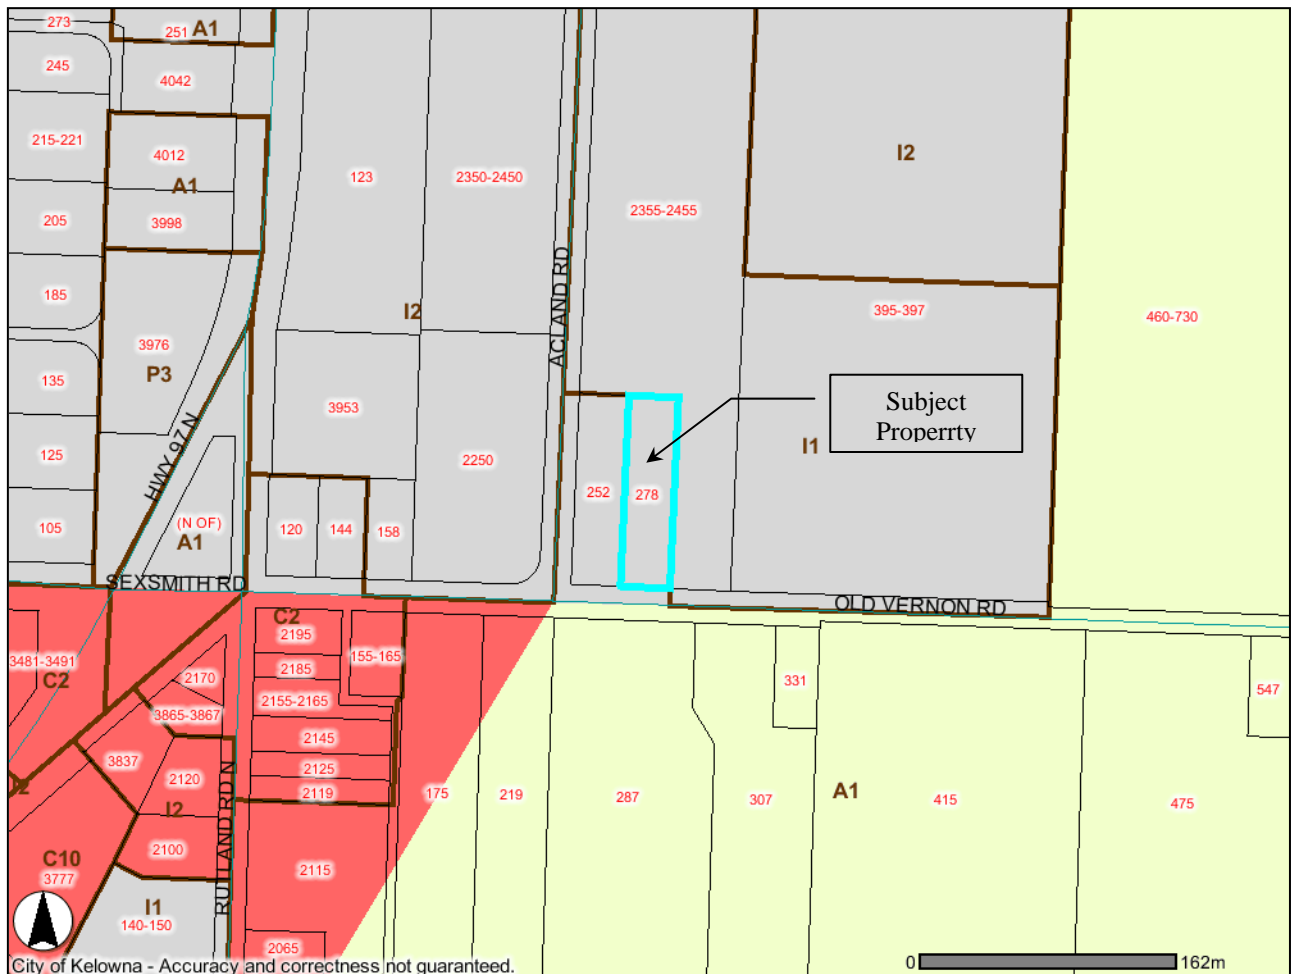 273
251 A1
245
4042
215-221
4012
A1
205
3998
185
3976
P3
135
125
105
HWY 97 N
(N OF)
A1
123
2350-2450
I2
3953
2250
120
144
158
ACLAND RD
2355-2455
I2
395-397
460-730
Subject
Properrty
I1
252
278
SEXSMITH RD
OLD VERNON RD
3481-3491
C2
2170
3865-3867
3837
2120
I2
2100
I2
C10
3777
I1
140-150
RUTLAND RD N
C2
2195
155-165
2185
2155-2165
2145
2125
2119
2115
2065
175
219
287
307
331
A1
415
475
547
City of Kelowna - Accuracy and correctness not guaranteed.
0
162m